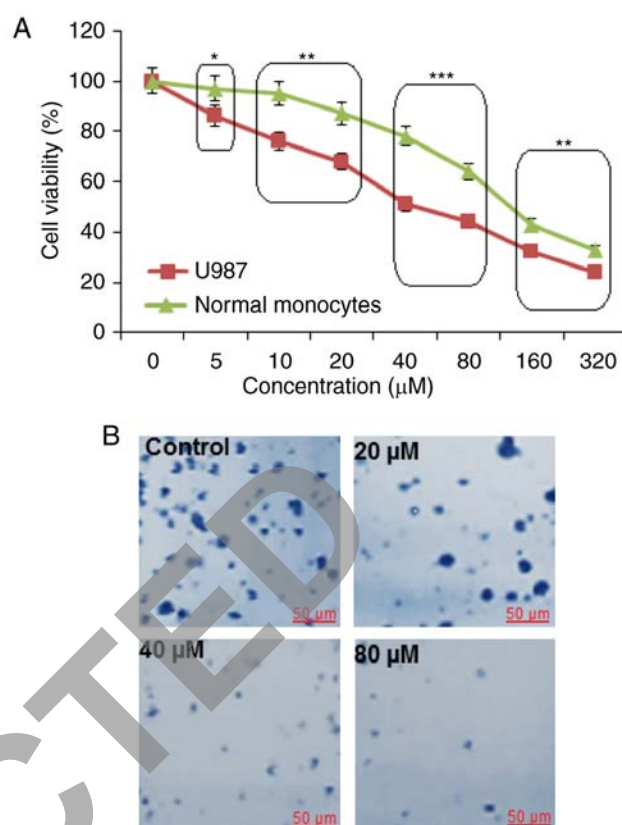 A
120
100
80
60
40
20
0
Cell viability (%)
*
**
***
**
U987
Normal monocytes
0 5 10 20 40 80 160 320
Concentration (µM)
B
Control
20 µM
50 µm
50 µm
40 µM
80 µM
50 µm
50 µm
CTED